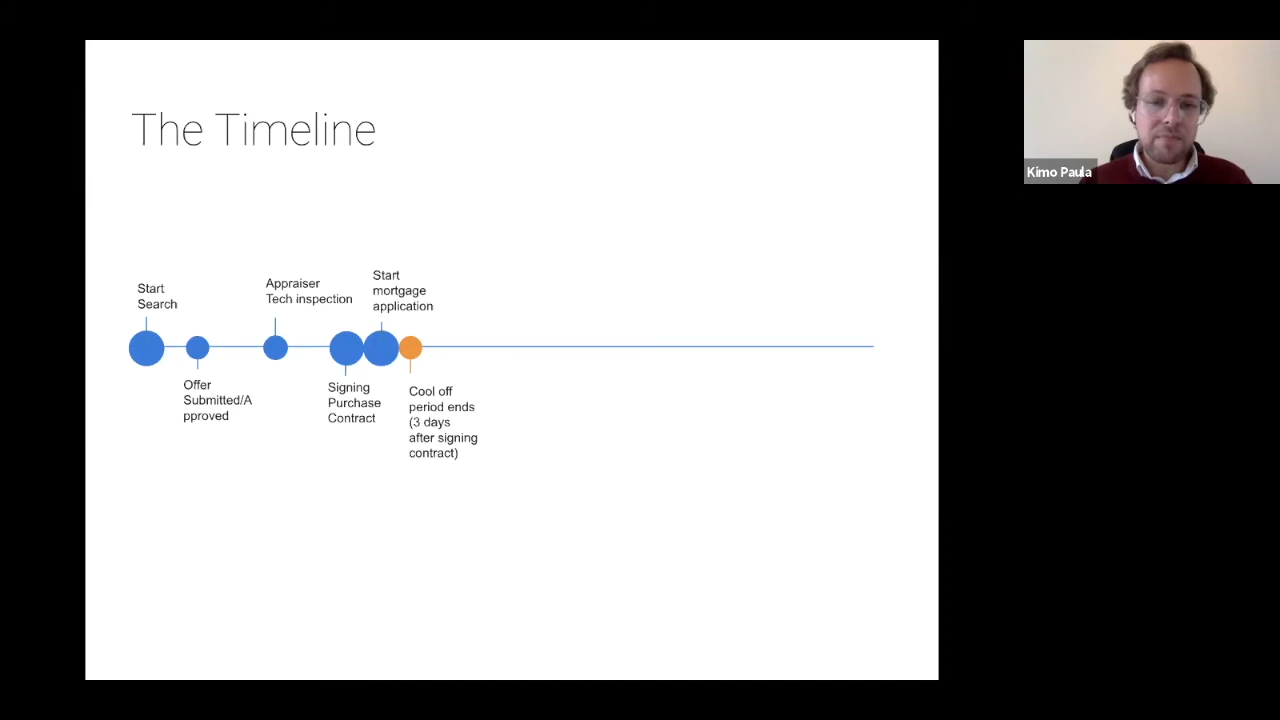 The Timeline
Kimo Paula
Start
Search
Offer
Submitted/A
pproved
Appraiser
Tech inspection
Signing
Purchase
Contract
Start
mortgage
application
Cool off
period ends
(3 days
after signing
contract)